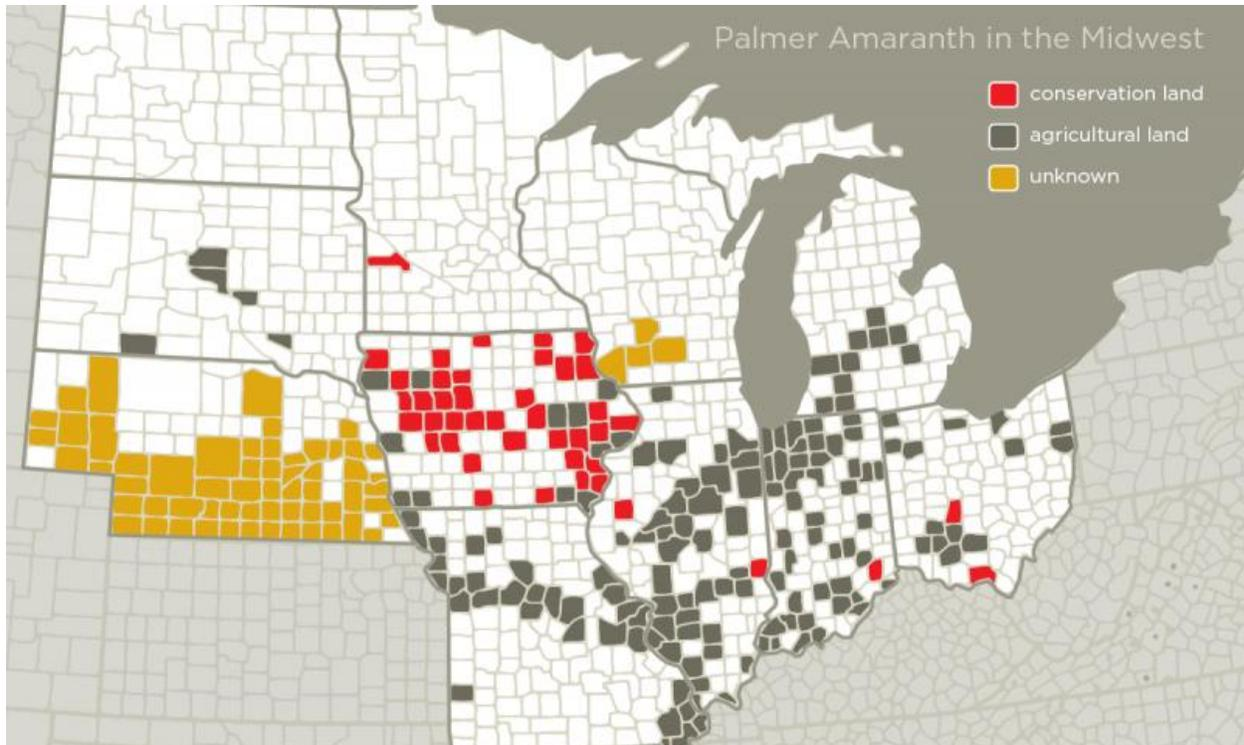 Palmer Amaranth in the Midwest
conservation land
agricultural land
unknown